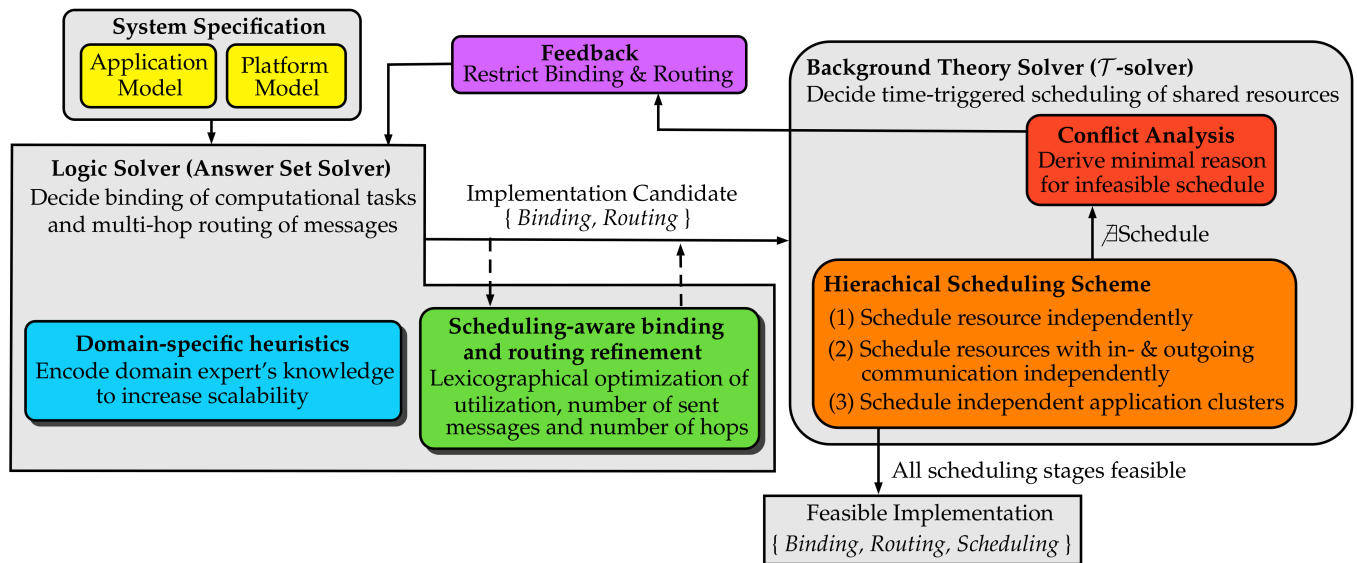 System Specification
Application
Model
Platform
Model
Feedback
Restrict Binding & Routing
Background Theory Solver (𝒯-solver)
Decide time-triggered scheduling of shared resources
Conflict Analysis
Derive minimal reason
for infeasible schedule
Logic Solver (Answer Set Solver)
Decide binding of computational tasks
and multi-hop routing of messages
Implementation Candidate
{ Binding, Routing }
∄Schedule
Hierachical Scheduling Scheme
(1) Schedule resource independently
(2) Schedule resources with in- & outgoing
communication independently
(3) Schedule independent application clusters
Domain-specific heuristics
Encode domain expert's knowledge
to increase scalability
Scheduling-aware binding
and routing refinement
Lexicographical optimization of
utilization, number of sent
messages and number of hops
All scheduling stages feasible
Feasible Implementation
{ Binding, Routing, Scheduling }